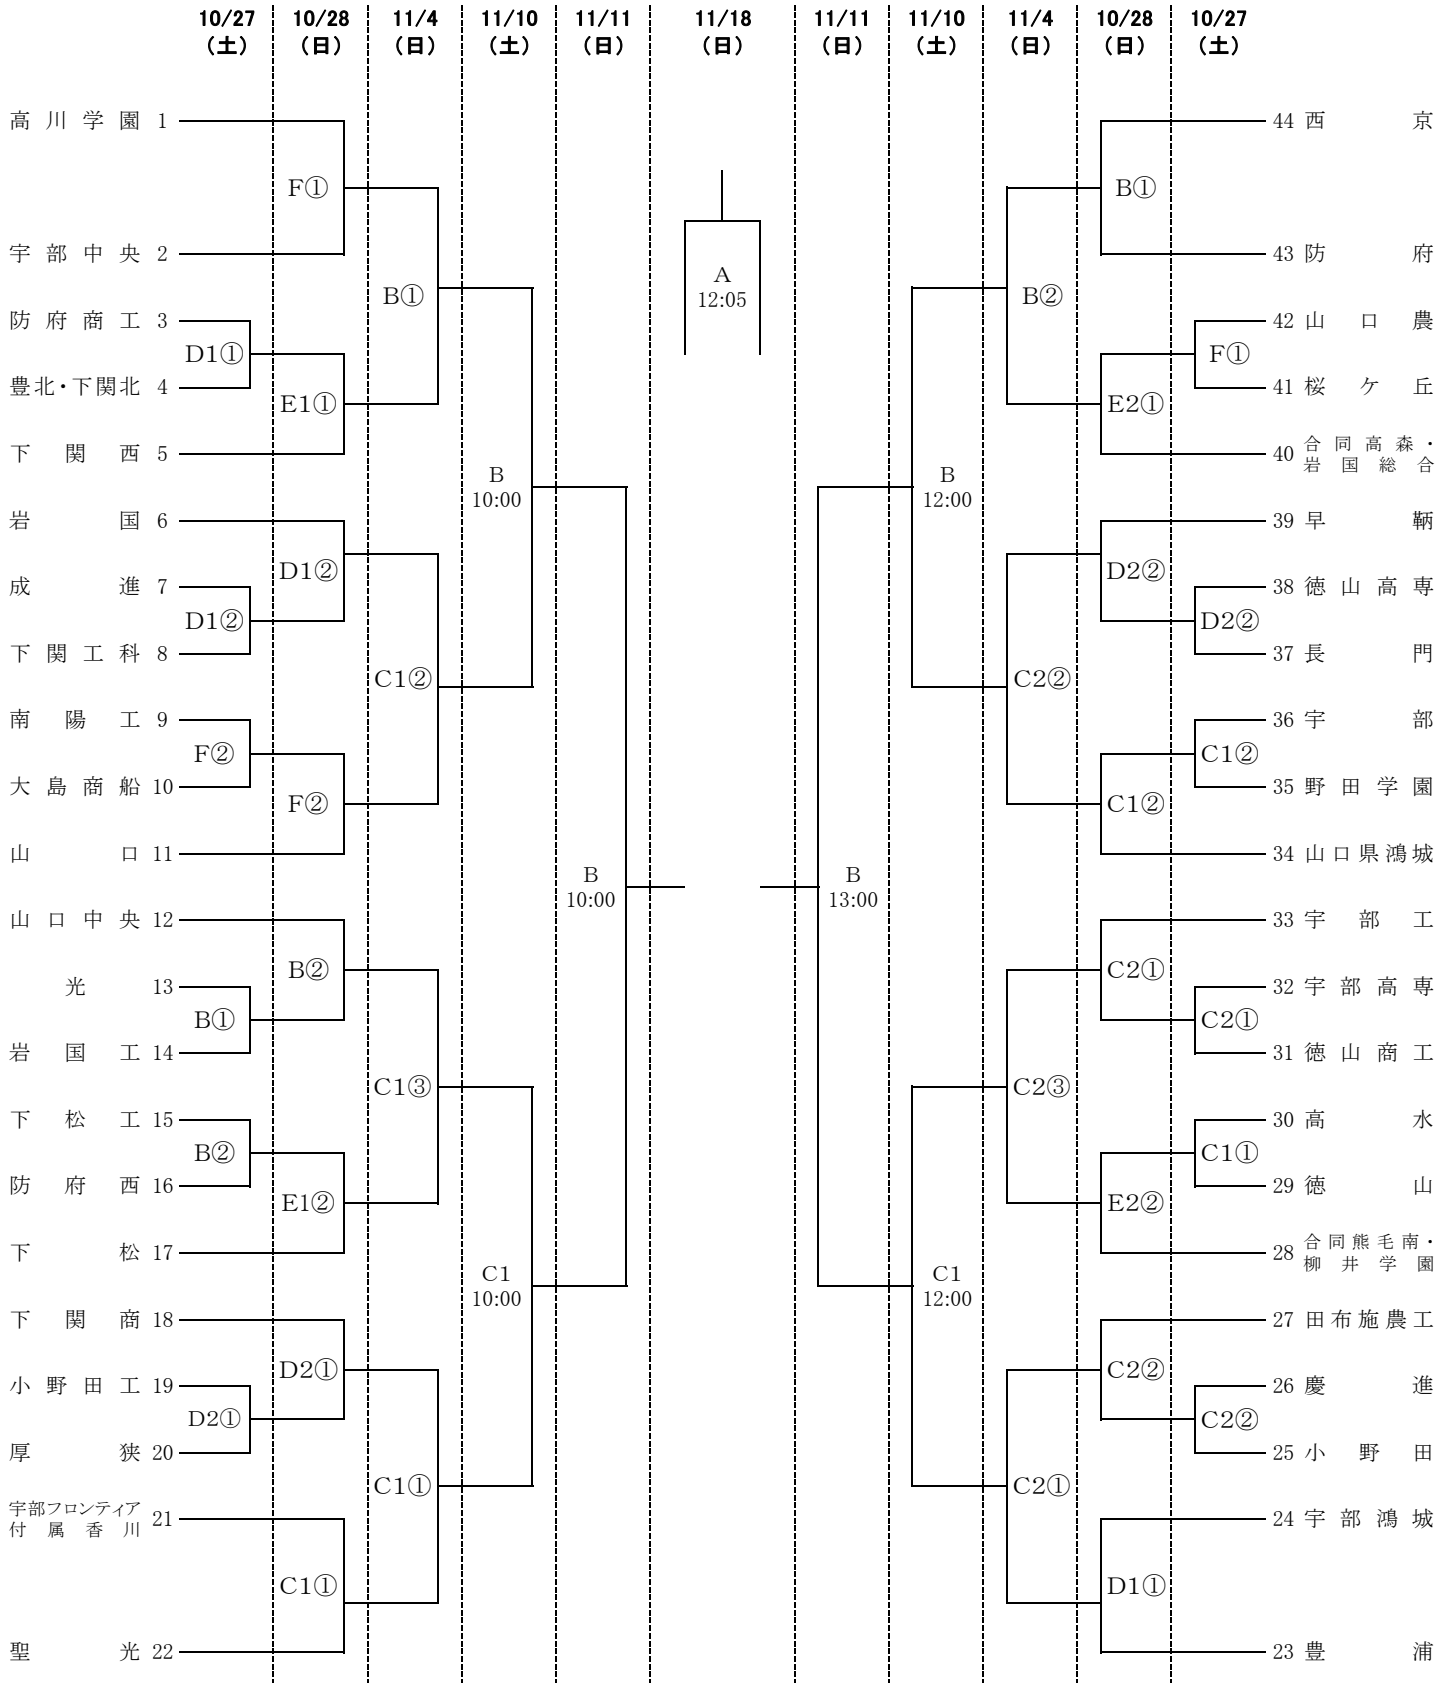 10/27 10/28 11/4 11/10 11/11 11/18 11/11 11/10 11/4 10/28 10/27
(土) (日) (日) (土) (日) (日) (日) (土) (日) (日) (土)
高川学園 1
44 西京
F①
B①
宇部中央 2
43 防府
A
12:05
B①
B②
防府商工 3
42 山口農
D1①
F①
豊北・下関北 4
41 桜ケ丘
E1①
E2①
下関西 5
40 合同高森・
岩国総合
B
10:00
B
12:00
岩国 6
39 早鞆
D1②
D2②
成進 7
38 徳山高専
D1②
D2②
下関工科 8
37 長門
C1②
C2②
南陽工 9
36 宇部
F②
C1②
大島商船 10
35 野田学園
F②
C1②
山口 11
34 山口県鴻城
B
10:00
B
13:00
山口中央 12
33 宇部工
B②
C2①
光 13
32 宇部高専
B①
C2①
岩国工 14
31 徳山商工
C1③
C2③
下松工 15
30 高水
B②
C1①
防府西 16
29 徳山
E1②
E2②
下松 17
28 合同熊毛南・
柳井学園
C1
10:00
C1
12:00
下関商 18
27 田布施農工
D2①
C2②
小野田工 19
26 慶進
D2①
C2②
厚狭 20
25 小野田
C1①
C2①
宇部フロンティア
付属香川 21
24 宇部鴻城
C1①
D1①
聖光 22
23 豊浦